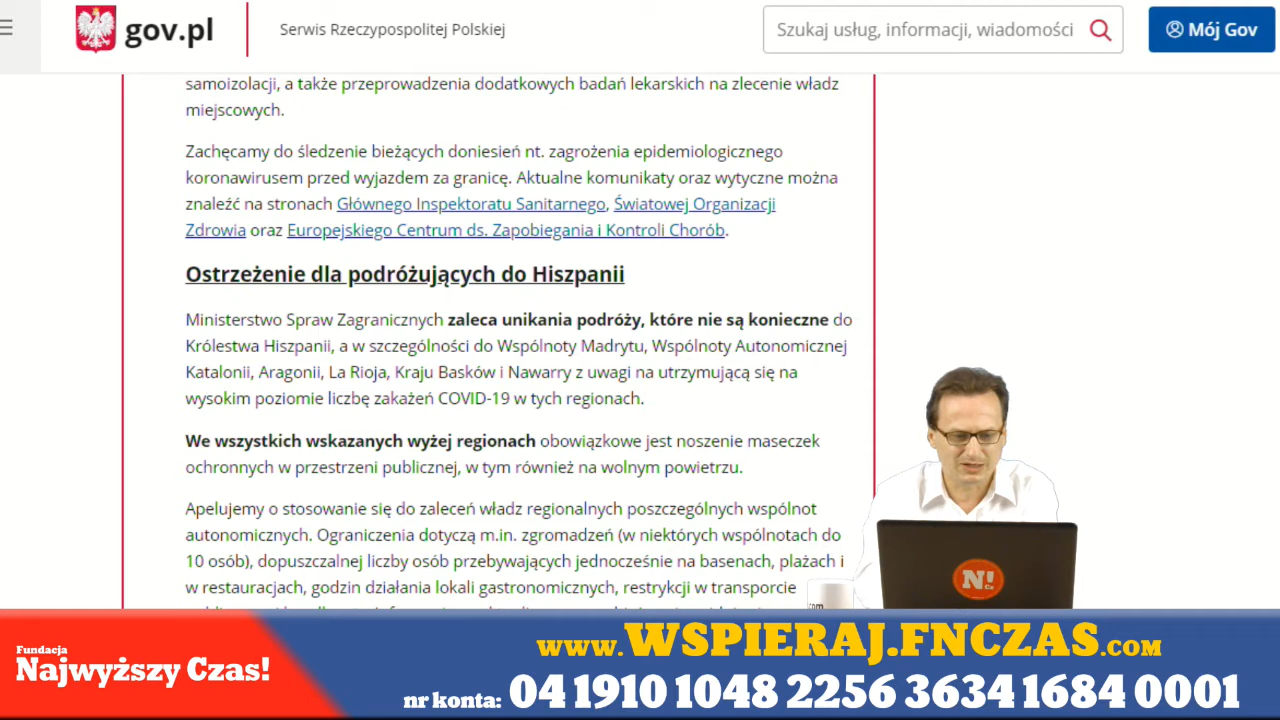 gov.pl
Serwis Rzeczypospolitej Polskiej
Szukaj usług, informacji, wiadomości
Mój Gov
samoizolacji, a także przeprowadzenia dodatkowych badań lekarskich na zlecenie władz
miejscowych.
Zachęcamy do śledzenie bieżących doniesień nt. zagrożenia epidemiologicznego
koronawirusem przed wyjazdem za granicę. Aktualne komunikaty oraz wytyczne można
znaleźć na stronach Głównego Inspektoratu Sanitarnego, Światowej Organizacji
Zdrowia oraz Europejskiego Centrum ds. Zapobiegania i Kontroli Chorób.
Ostrzeżenie dla podróżujących do Hiszpanii
Ministerstwo Spraw Zagranicznych zaleca unikania podróży, które nie są konieczne do
Królestwa Hiszpanii, a w szczególności do Wspólnoty Madrytu, Wspólnoty Autonomicznej
Katalonii, Aragonii, La Rioja, Kraju Basków i Nawarry z uwagi na utrzymującą się na
wysokim poziomie liczbę zakażeń COVID-19 w tych regionach.
We wszystkich wskazanych wyżej regionach obowiązkowe jest noszenie maseczek
ochronnych w przestrzeni publicznej, w tym również na wolnym powietrzu.
Apelujemy o stosowanie się do zaleceń władz regionalnych poszczególnych wspólnot
autonomicznych. Ograniczenia dotyczą m.in. zgromadzeń (w niektórych wspólnotach do
10 osób), dopuszczalnej liczby osób przebywających jednocześnie na basenach, plażach i
w restauracjach, godzin działania lokali gastronomicznych, restrykcji w transporcie
N!
Cz
.com
Fundacja
Najwyższy Czas!
www.WSPIERAJ.FNCZAS.com
nr konta: 04 1910 1048 2256 3634 1684 0001